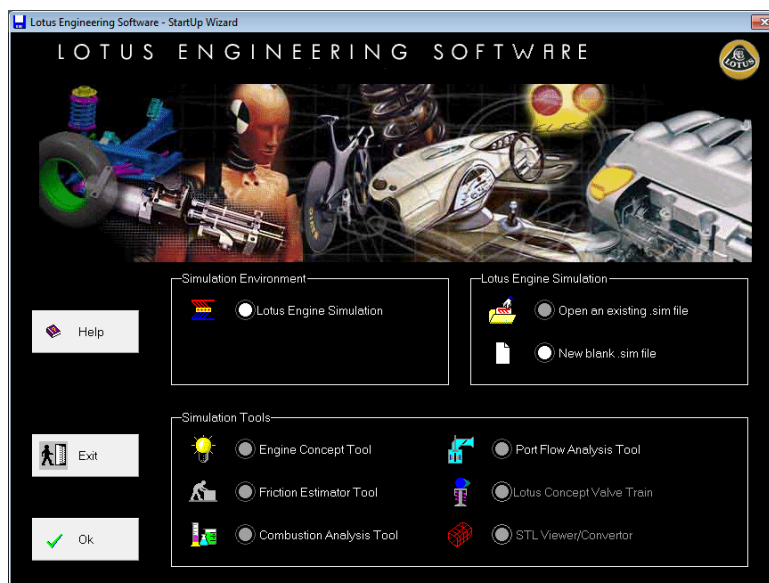 Lotus Engineering Software - StartUp Wizard
LOTUS ENGINEERING SOFTWARE
LOTUS
Simulation Environment
Lotus Engine Simulation
Lotus Engine Simulation
Open an existing .sim file
New blank .sim file
Help
Exit
Ok
Simulation Tools
Engine Concept Tool
Port Flow Analysis Tool
Friction Estimator Tool
Lotus Concept Valve Train
Combustion Analysis Tool
STL Viewer/Convertor